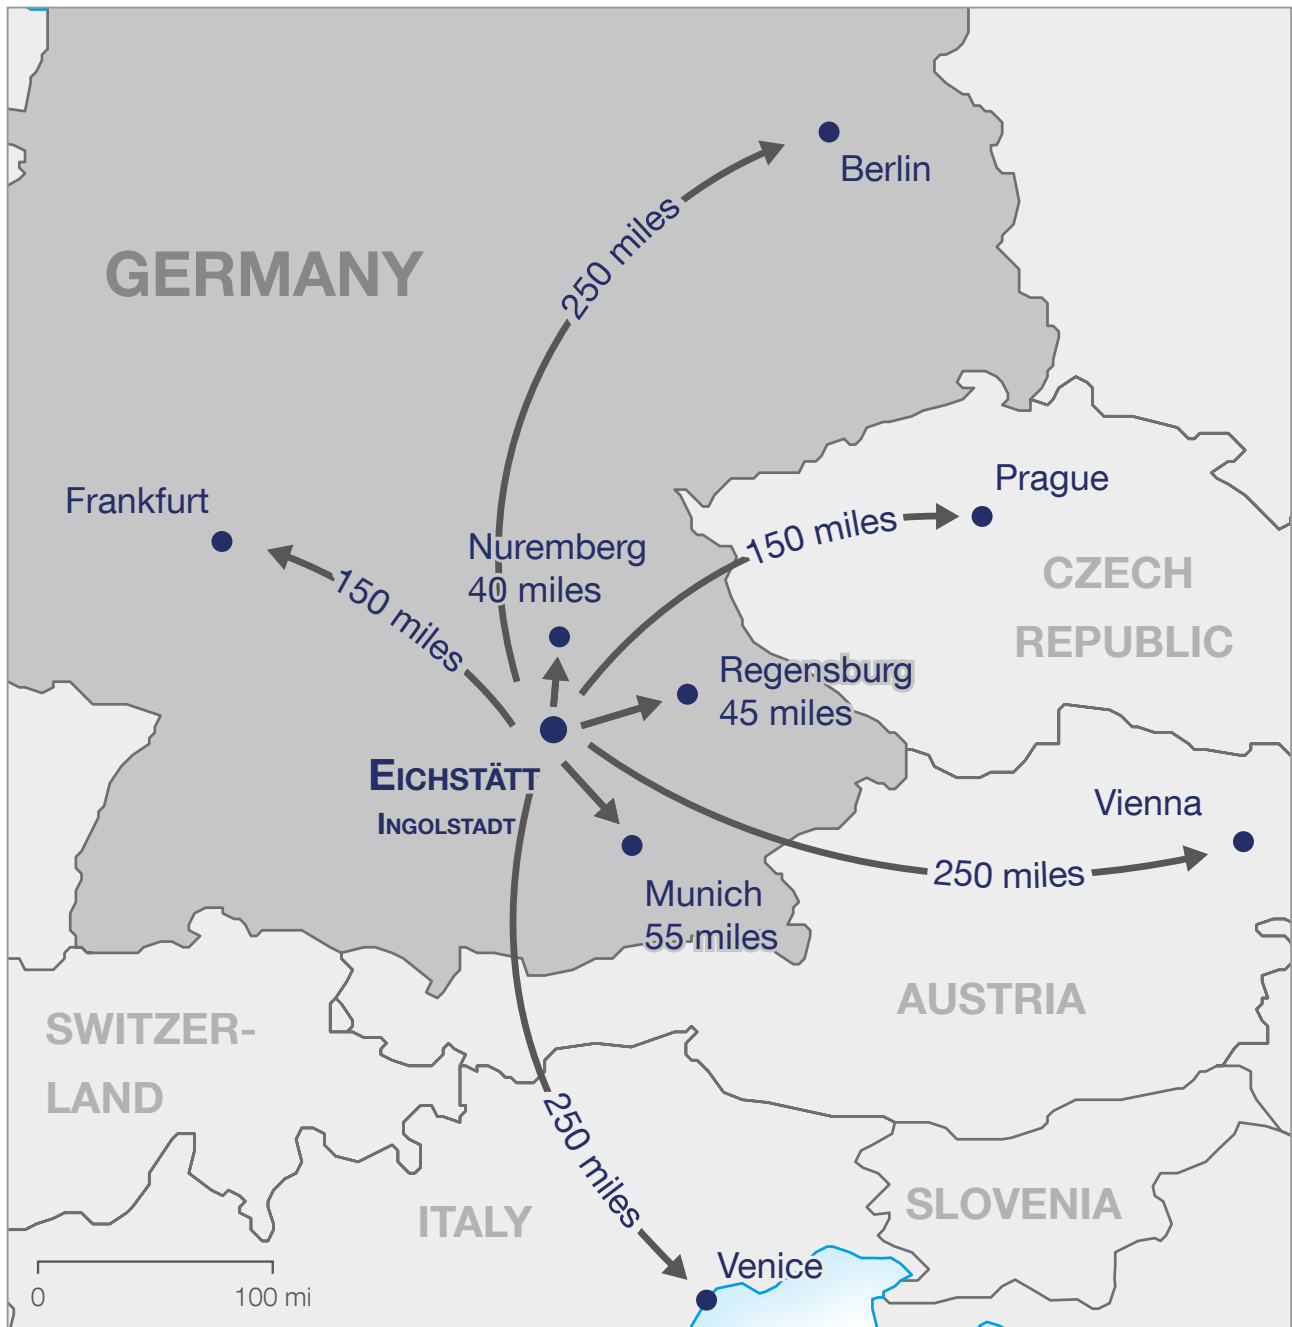 Berlin
250 miles
GERMANY
Prague
Frankfurt
150 miles
Nuremberg
40 miles
CZECH
REPUBLIC
150 miles
Regensburg
45 miles
EICHSTÄTT
INGOLSTADT
Vienna
250 miles
Munich
55 miles
AUSTRIA
SWITZER-
LAND
250 miles
SLOVENIA
ITALY
Venice
0 100 mi